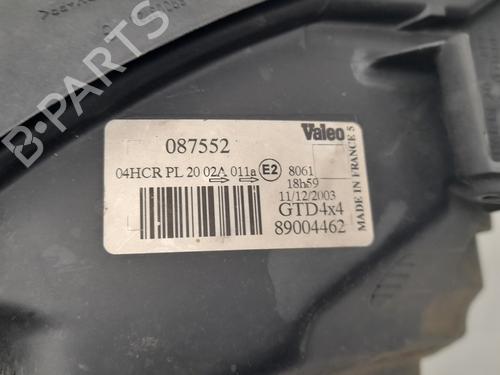 B-PARTS
Valeo
087552
04HCR PL 20 02A 011a E2 8061
18h59
11/12/2003
GTD4x4
89004462
MADE IN FRANCE 5